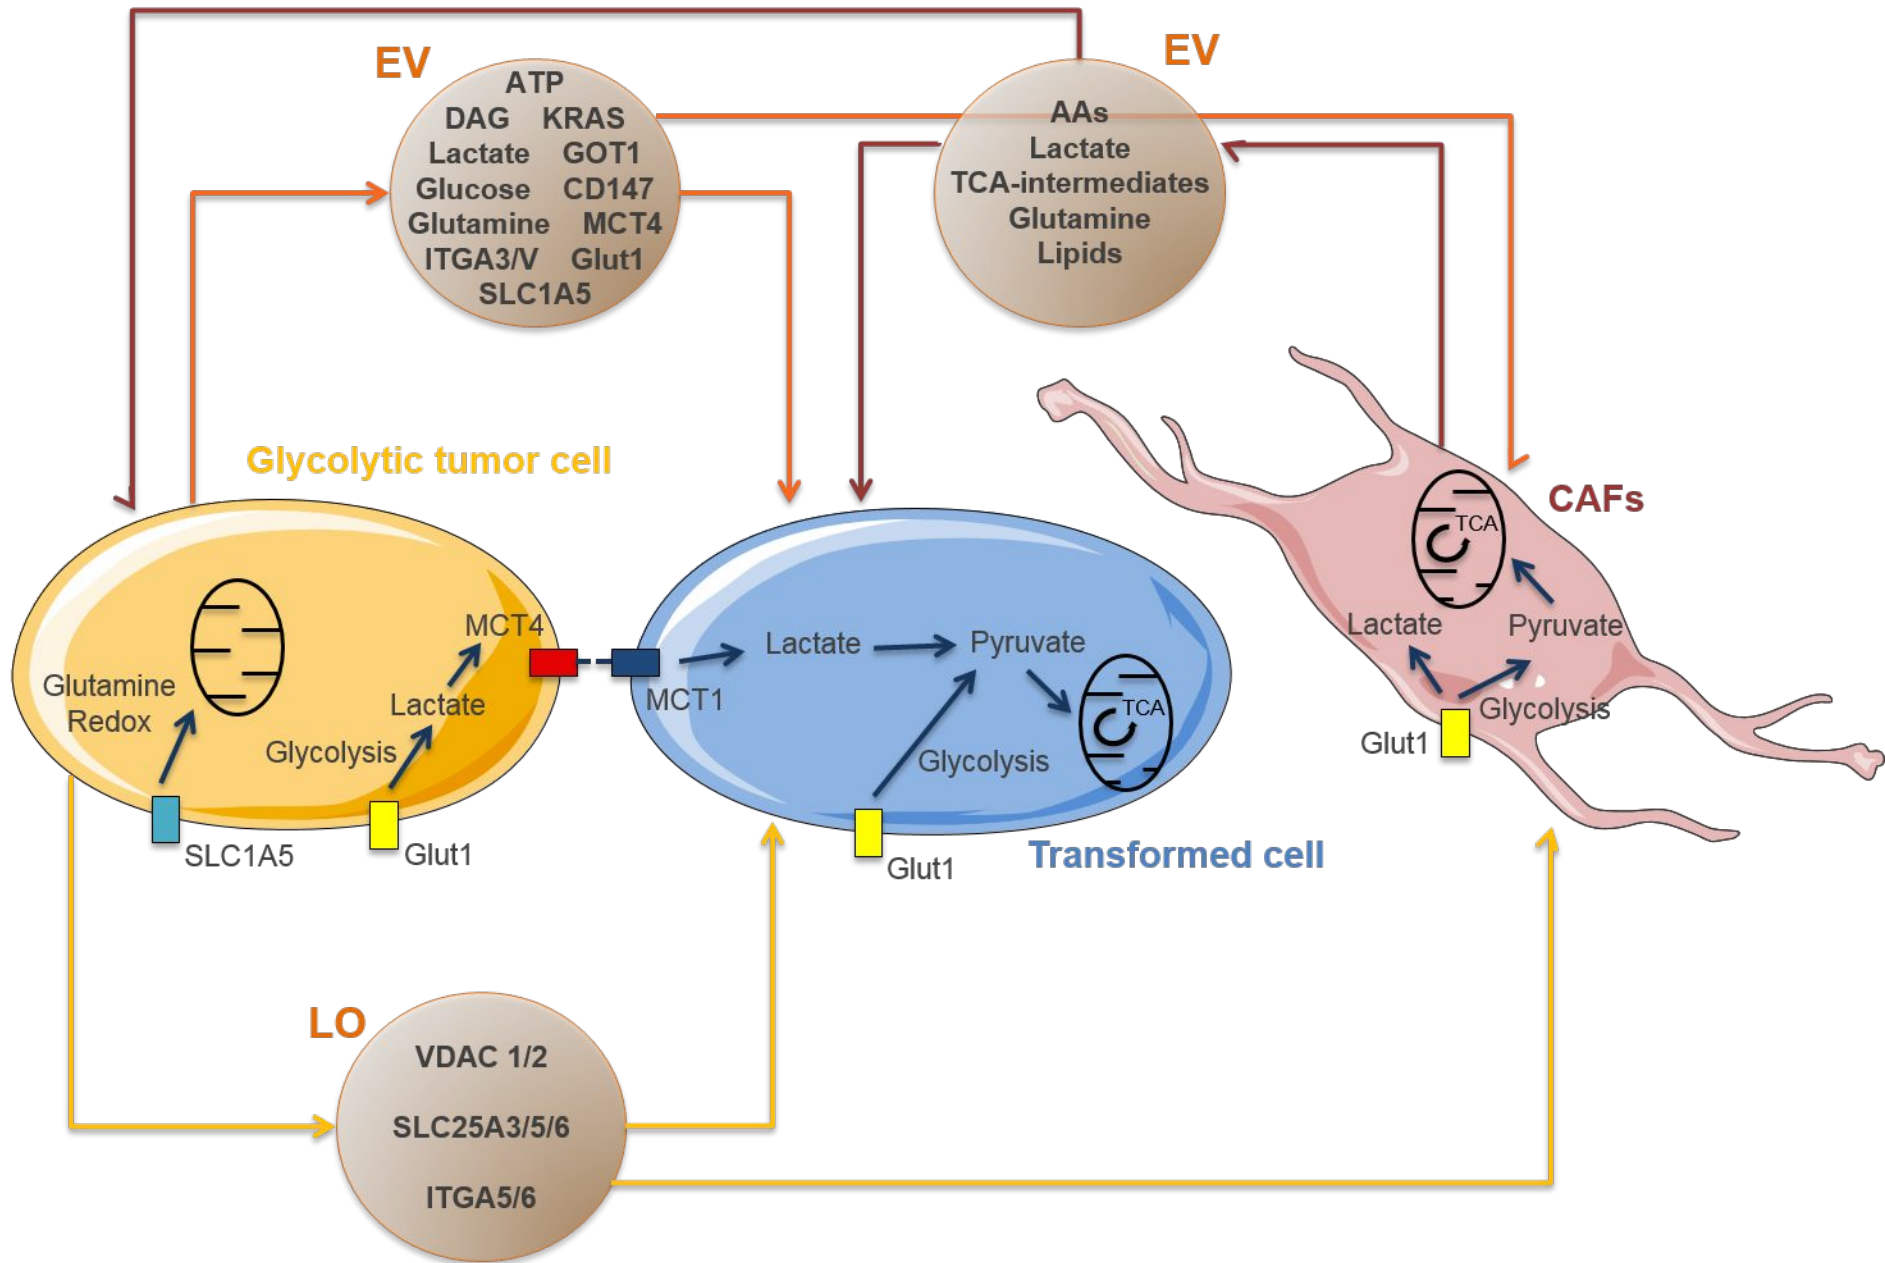 EV
ATP
DAG KRAS
Lactate GOT1
Glucose CD147
Glutamine MCT4
ITGA3/V Glut1
SLC1A5
EV
AAs
Lactate
TCA-intermediates
Glutamine
Lipids
Glycolytic tumor cell
Glutamine
Redox
Glycolysis
Lactate
MCT4
SLC1A5
Glut1
MCT1
Lactate
Pyruvate
TCA
Glycolysis
Glut1
Transformed cell
CAFs
TCA
Lactate
Pyruvate
Glycolysis
Glut1
LO
VDAC 1/2
SLC25A3/5/6
ITGA5/6